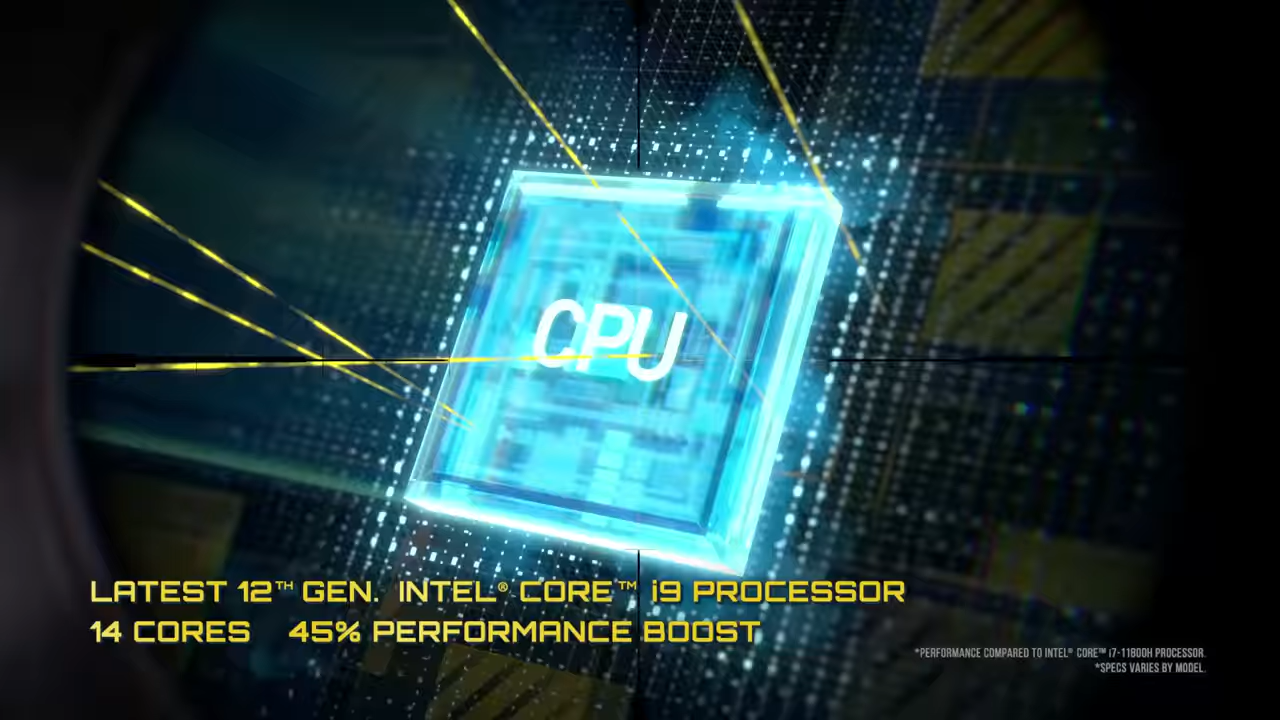 CPU
LATEST 12TH GEN. INTEL® CORE™ i9 PROCESSOR
14 CORES 45% PERFORMANCE BOOST
*PERFORMANCE COMPARED TO INTEL® CORE™ i7-11800H PROCESSOR.
*SPECS VARIES BY MODEL.